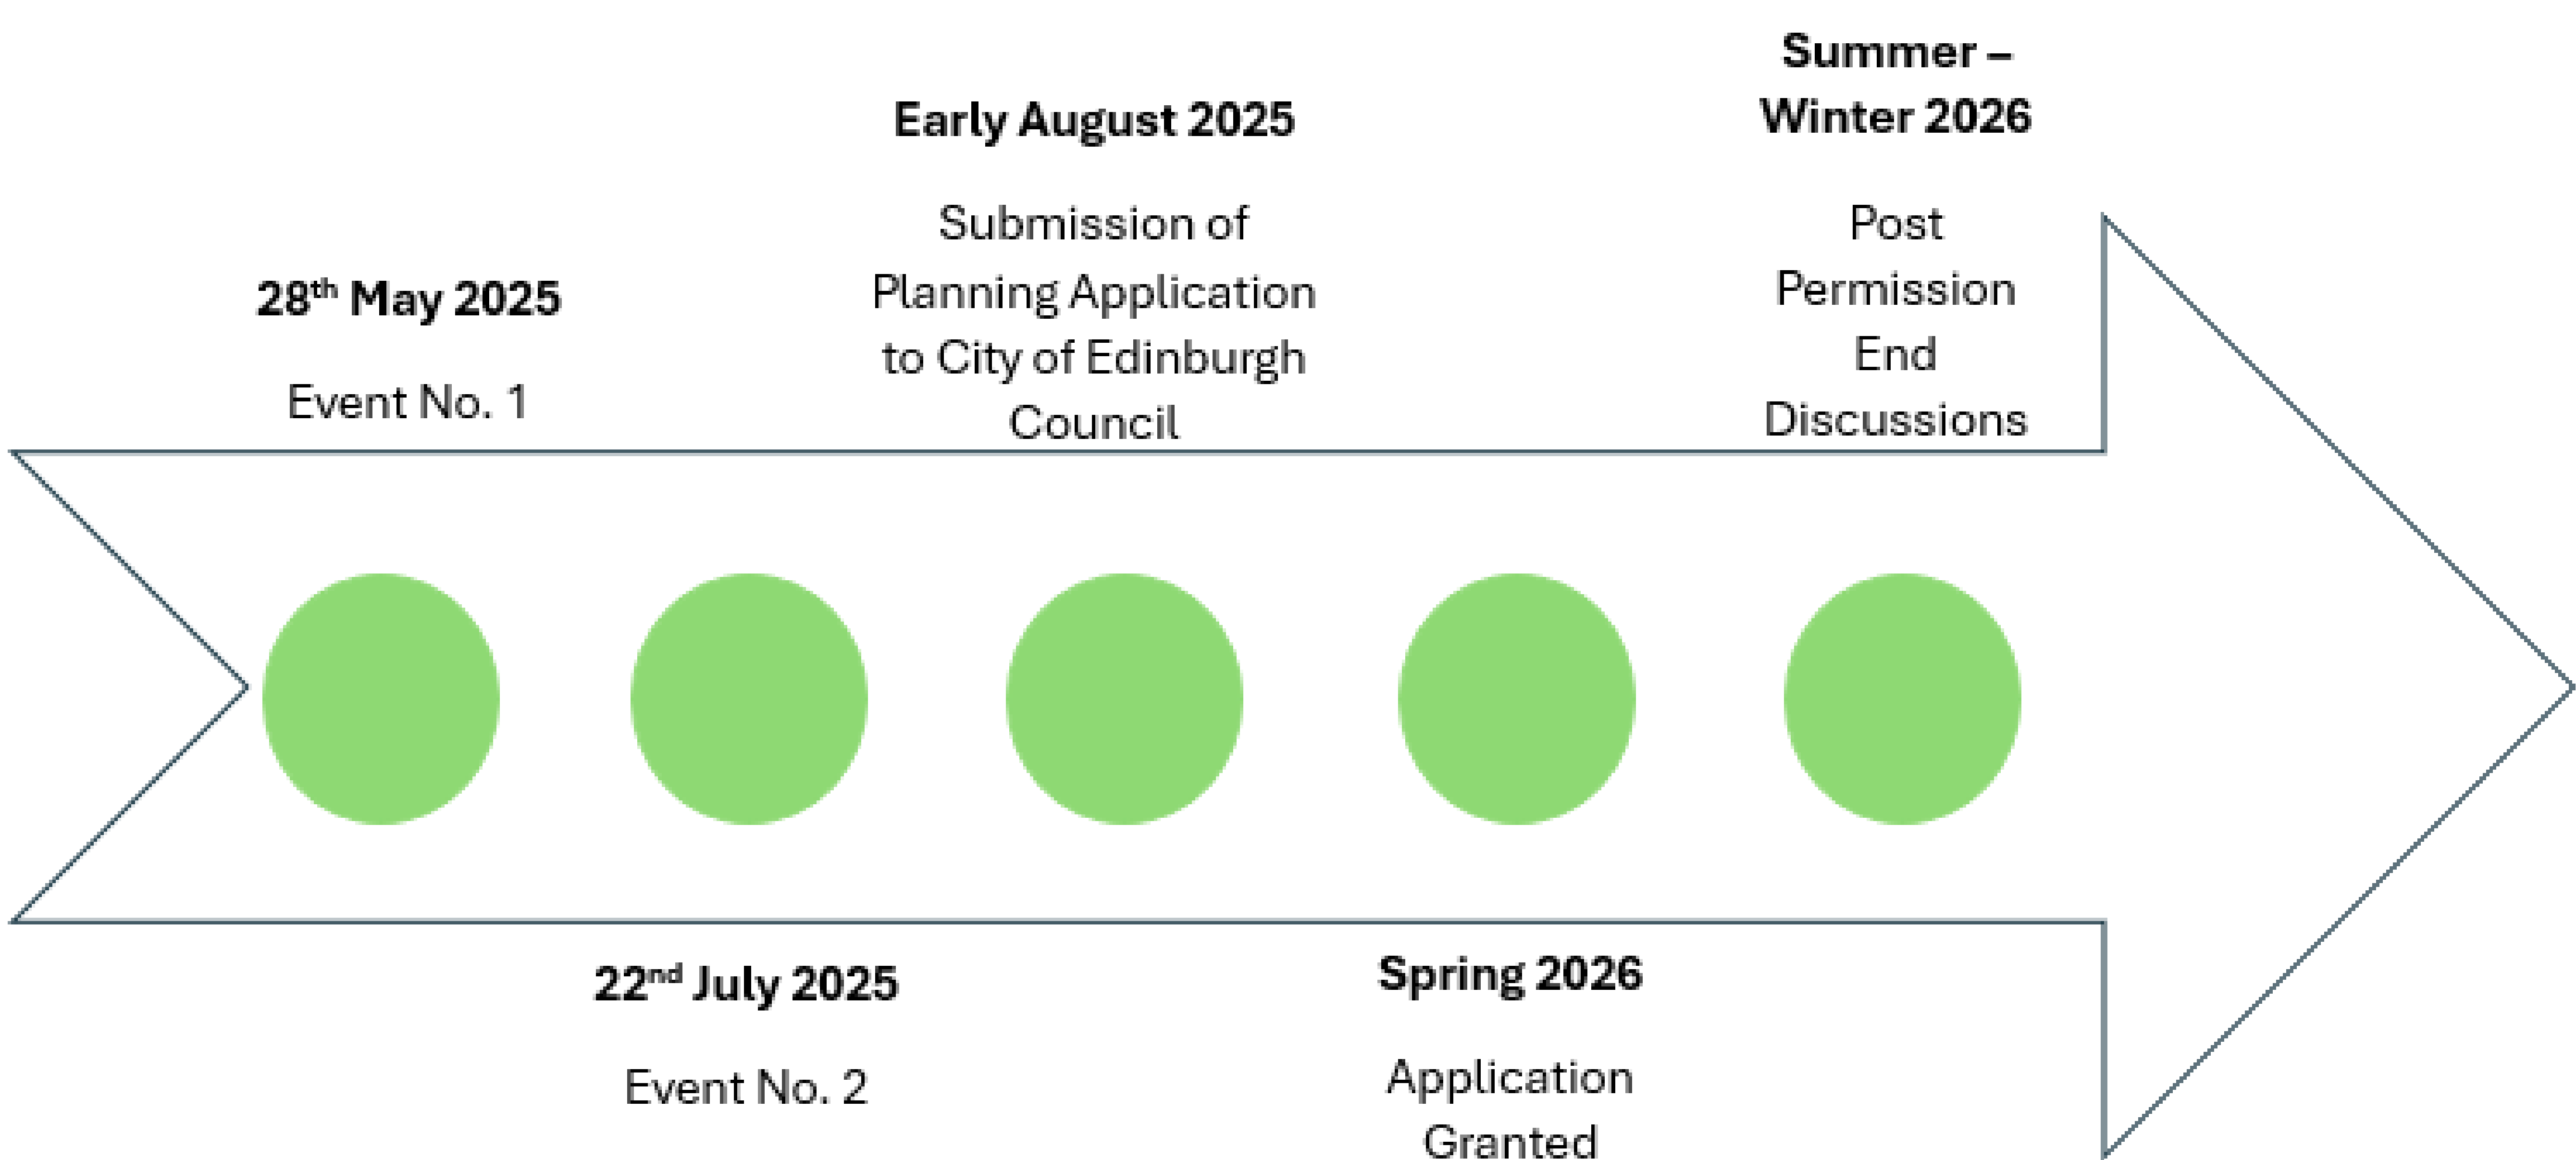 28th May 2025
Event No. 1
22nd July 2025
Event No. 2
Early August 2025
Submission of
Planning Application
to City of Edinburgh
Council
Spring 2026
Application
Granted
Summer –
Winter 2026
Post
Permission
End
Discussions